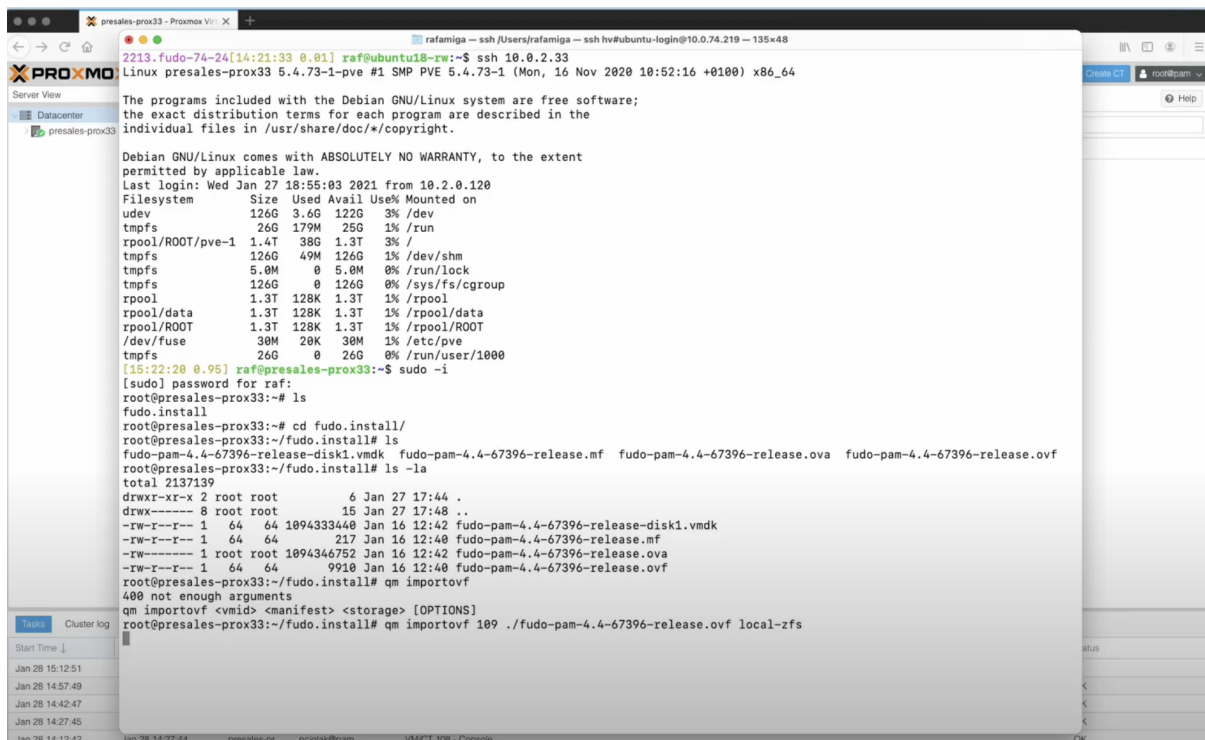 presales-prox33 - Proxmox Virt
rafamiga — ssh /Users/rafamiga — ssh hv#ubuntu-login@10.0.74.219 — 135×48
PROXMO
Create CT
root@pam
Server View
Help
Datacenter
presales-prox33
2213.fudo-74-24[14:21:33 0.01] raf@ubuntu18-rw:~$ ssh 10.0.2.33
Linux presales-prox33 5.4.73-1-pve #1 SMP PVE 5.4.73-1 (Mon, 16 Nov 2020 10:52:16 +0100) x86_64
The programs included with the Debian GNU/Linux system are free software;
the exact distribution terms for each program are described in the
individual files in /usr/share/doc/*/copyright.
Debian GNU/Linux comes with ABSOLUTELY NO WARRANTY, to the extent
permitted by applicable law.
Last login: Wed Jan 27 18:55:03 2021 from 10.2.0.120
Filesystem Size Used Avail Use% Mounted on
udev 126G 3.6G 122G 3% /dev
tmpfs 26G 179M 25G 1% /run
rpool/ROOT/pve-1 1.4T 38G 1.3T 3% /
tmpfs 126G 49M 126G 1% /dev/shm
tmpfs 5.0M 0 5.0M 0% /run/lock
tmpfs 126G 0 126G 0% /sys/fs/cgroup
rpool 1.3T 128K 1.3T 1% /rpool
rpool/data 1.3T 128K 1.3T 1% /rpool/data
rpool/ROOT 1.3T 128K 1.3T 1% /rpool/ROOT
/dev/fuse 30M 20K 30M 1% /etc/pve
tmpfs 26G 0 26G 0% /run/user/1000
[15:22:20 0.95] raf@presales-prox33:~$ sudo -i
[sudo] password for raf:
root@presales-prox33:~# ls
fudo.install
root@presales-prox33:~# cd fudo.install/
root@presales-prox33:~/fudo.install# ls
fudo-pam-4.4-67396-release-disk1.vmdk fudo-pam-4.4-67396-release.mf fudo-pam-4.4-67396-release.ova fudo-pam-4.4-67396-release.ovf
root@presales-prox33:~/fudo.install# ls -la
total 2137139
drwxr-xr-x 2 root root 6 Jan 27 17:44 .
drwx------ 8 root root 15 Jan 27 17:48 ..
-rw-r--r-- 1 64 64 1094333440 Jan 16 12:42 fudo-pam-4.4-67396-release-disk1.vmdk
-rw-r--r-- 1 64 64 217 Jan 16 12:40 fudo-pam-4.4-67396-release.mf
-rw------- 1 root root 1094346752 Jan 16 12:42 fudo-pam-4.4-67396-release.ova
-rw-r--r-- 1 64 64 9910 Jan 16 12:40 fudo-pam-4.4-67396-release.ovf
root@presales-prox33:~/fudo.install# qm importovf
400 not enough arguments
qm importovf <vmid> <manifest> <storage> [OPTIONS]
root@presales-prox33:~/fudo.install# qm importovf 109 ./fudo-pam-4.4-67396-release.ovf local-zfs
Tasks Cluster log
Start Time ↓
atus
Jan 28 15:12:51
Jan 28 14:57:49
Jan 28 14:42:47
Jan 28 14:27:45